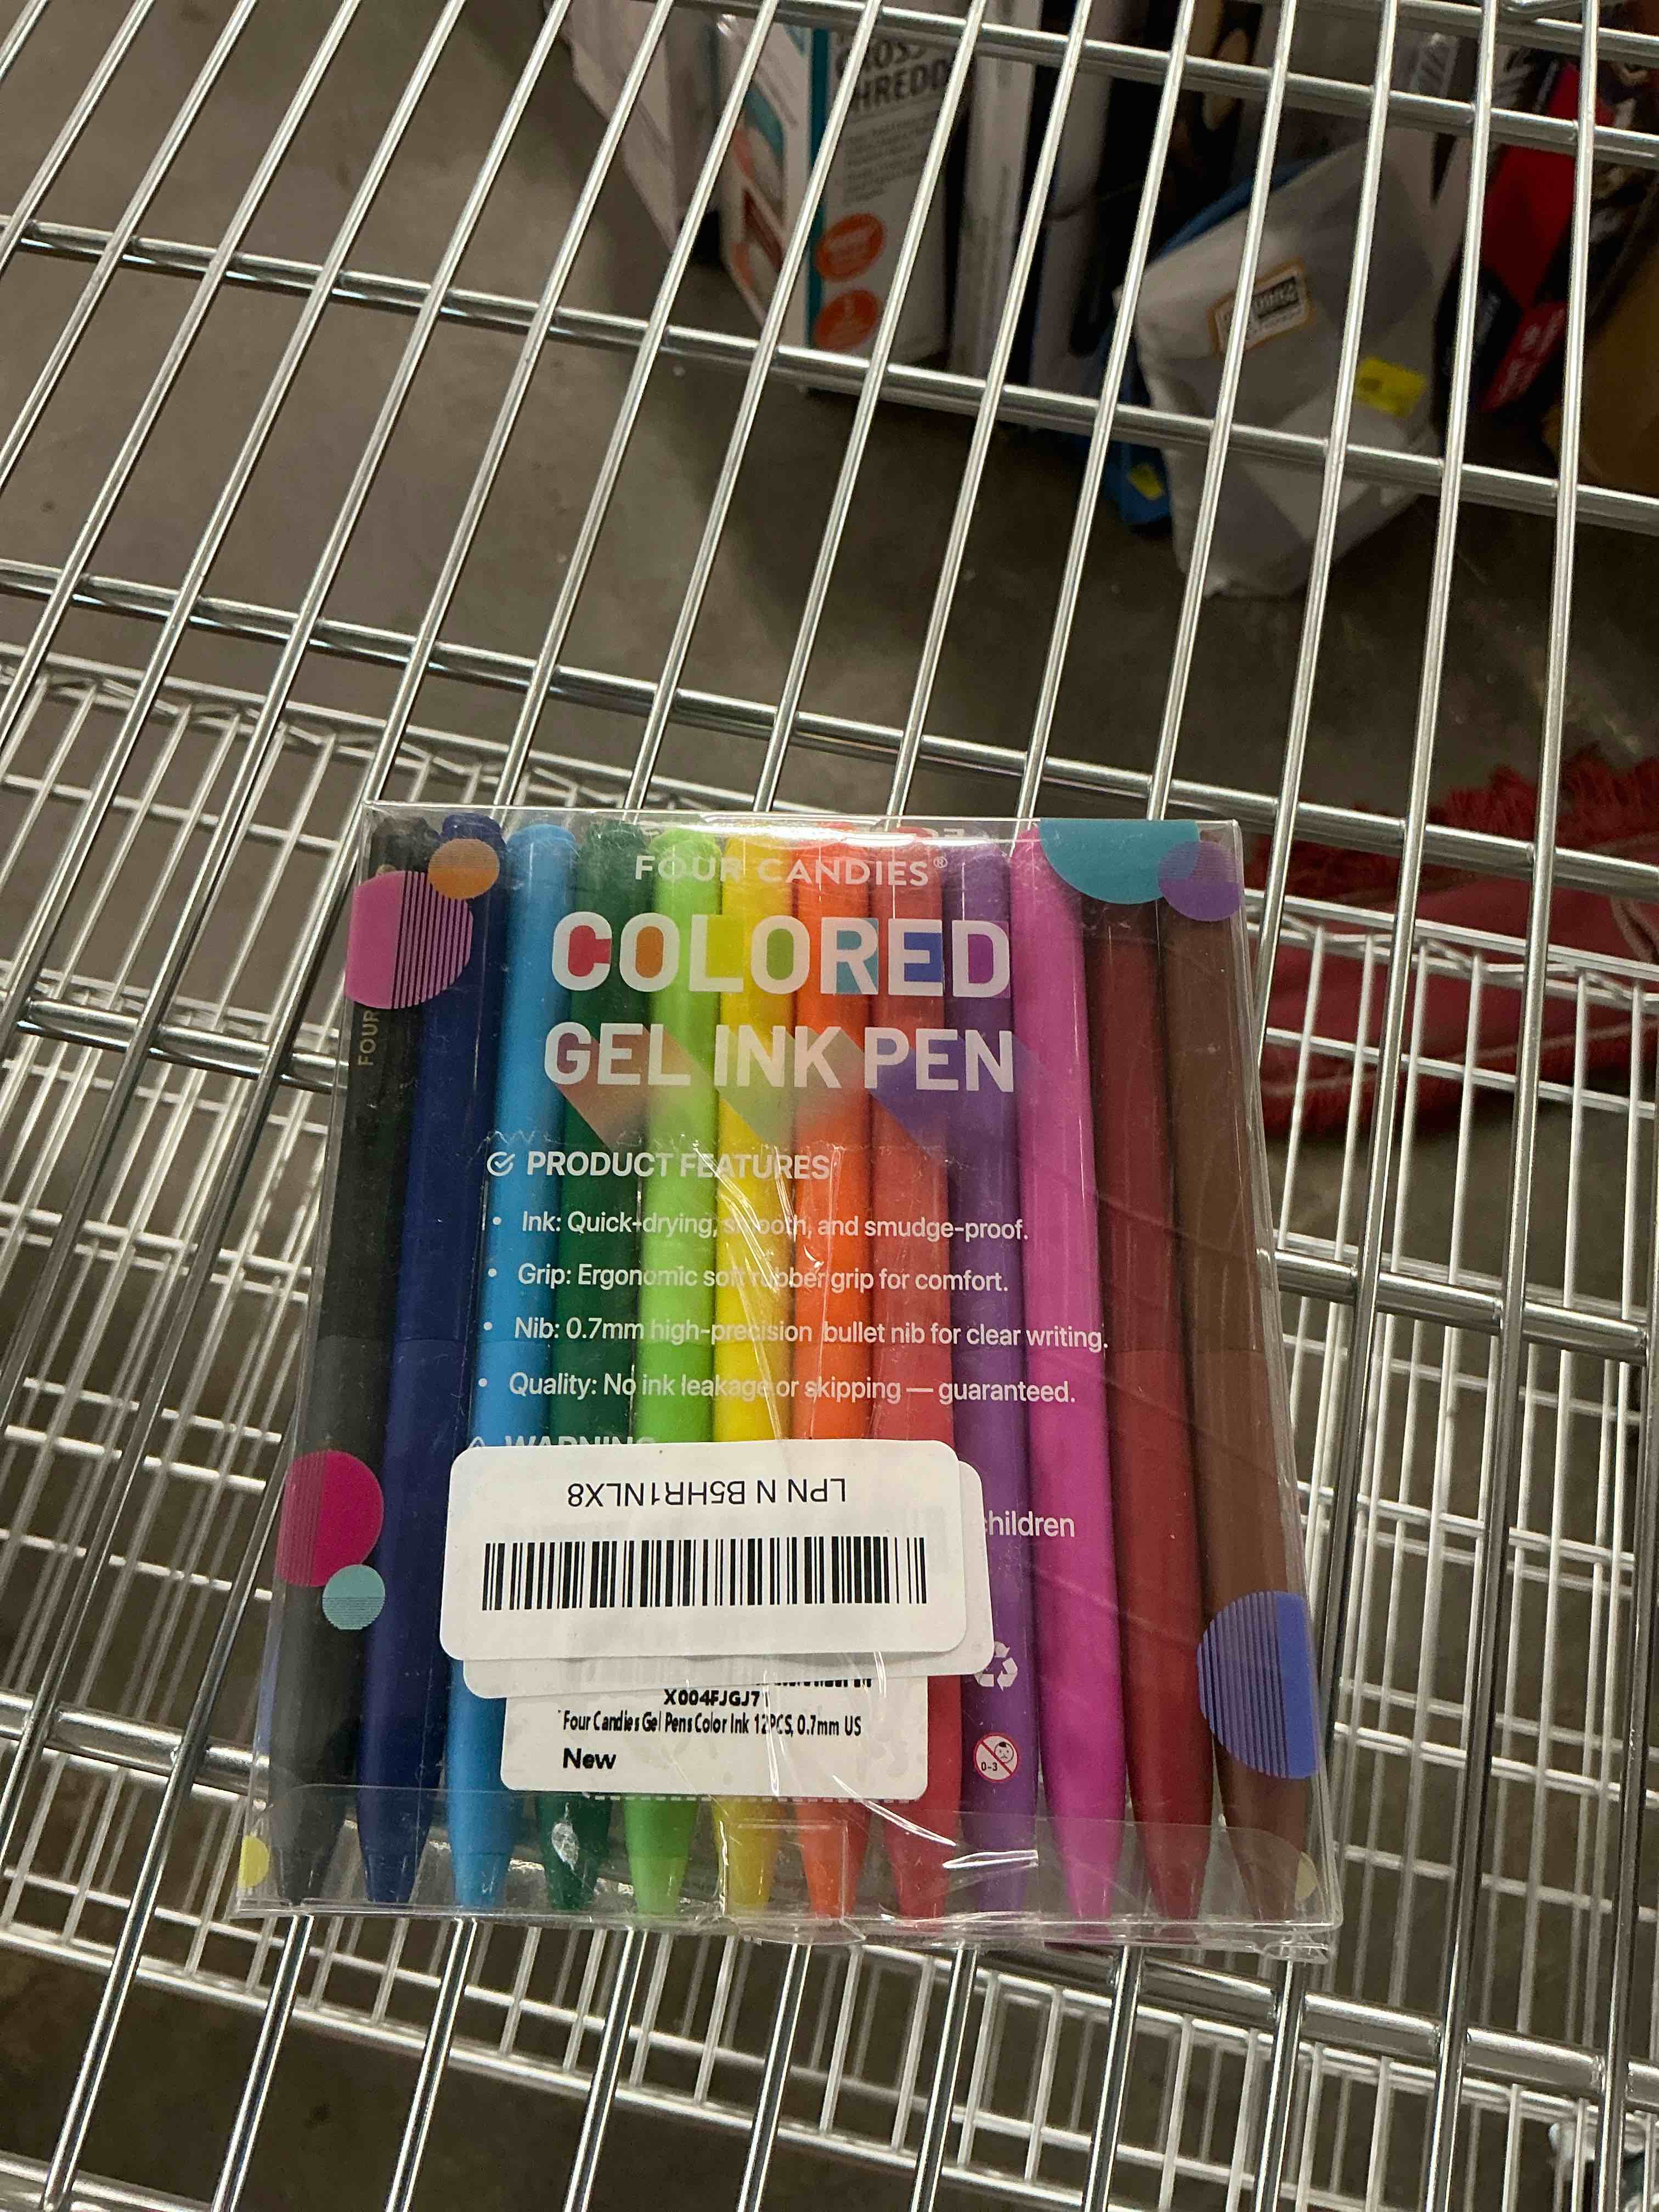 FOUR CANDIES®
COLORED
GEL INK PEN
FOUR
PRODUCT FEATURES
• Ink: Quick-drying, smooth, and smudge-proof.
• Grip: Ergonomic soft rubber grip for comfort.
• Nib: 0.7mm high-precision bullet nib for clear writing.
• Quality: No ink leakage or skipping — guaranteed.
WARNING
LPN N B5HR1NLX8
children
X004FJGJ7
Four Candies Gel Pens Color Ink 12PCS, 0.7mm US
New
0-3